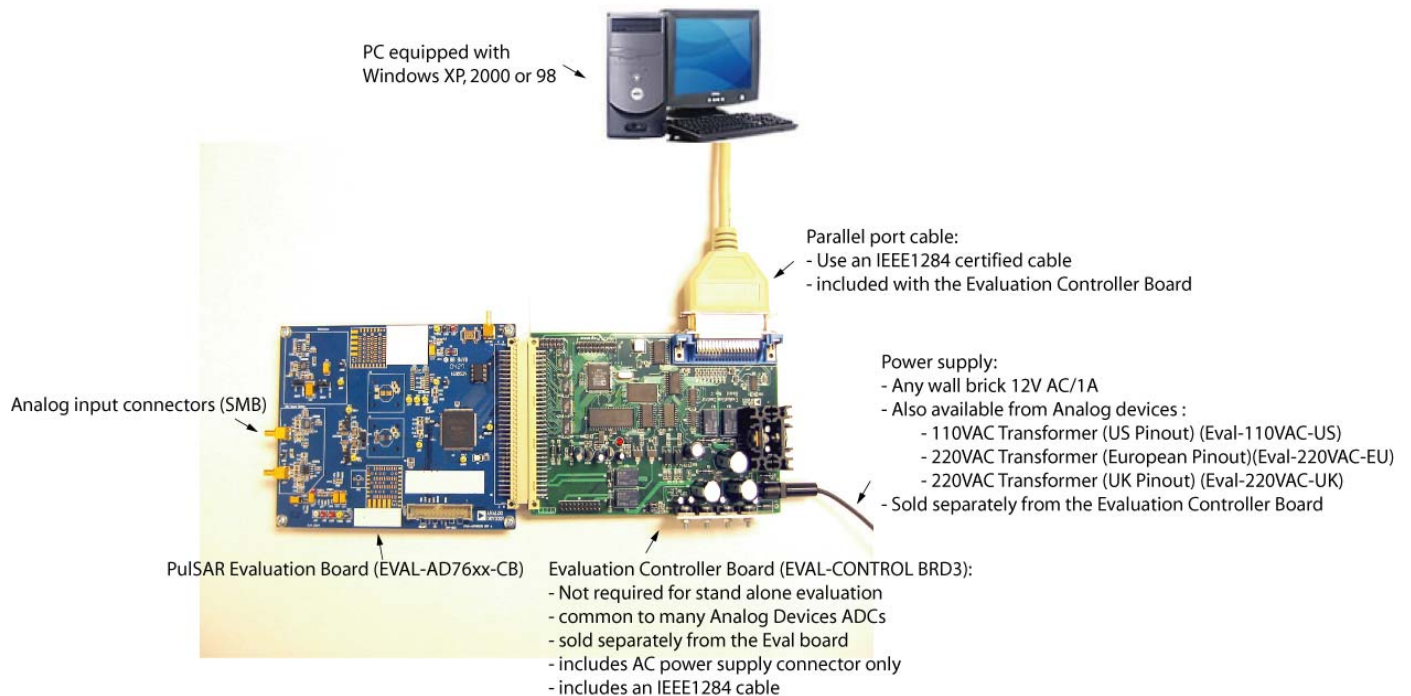 PC equipped with
Windows XP, 2000 or 98
Parallel port cable:
- Use an IEEE1284 certified cable
- included with the Evaluation Controller Board
Power supply:
- Any wall brick 12V AC/1A
- Also available from Analog devices :
- 110VAC Transformer (US Pinout) (Eval-110VAC-US)
- 220VAC Transformer (European Pinout)(Eval-220VAC-EU)
- 220VAC Transformer (UK Pinout) (Eval-220VAC-UK)
- Sold separately from the Evaluation Controller Board
Analog input connectors (SMB)
PulSAR Evaluation Board (EVAL-AD76xx-CB)
Evaluation Controller Board (EVAL-CONTROL BRD3):
- Not required for stand alone evaluation
- common to many Analog Devices ADCs
- sold separately from the Eval board
- includes AC power supply connector only
- includes an IEEE1284 cable
ANALOG
DEVICES